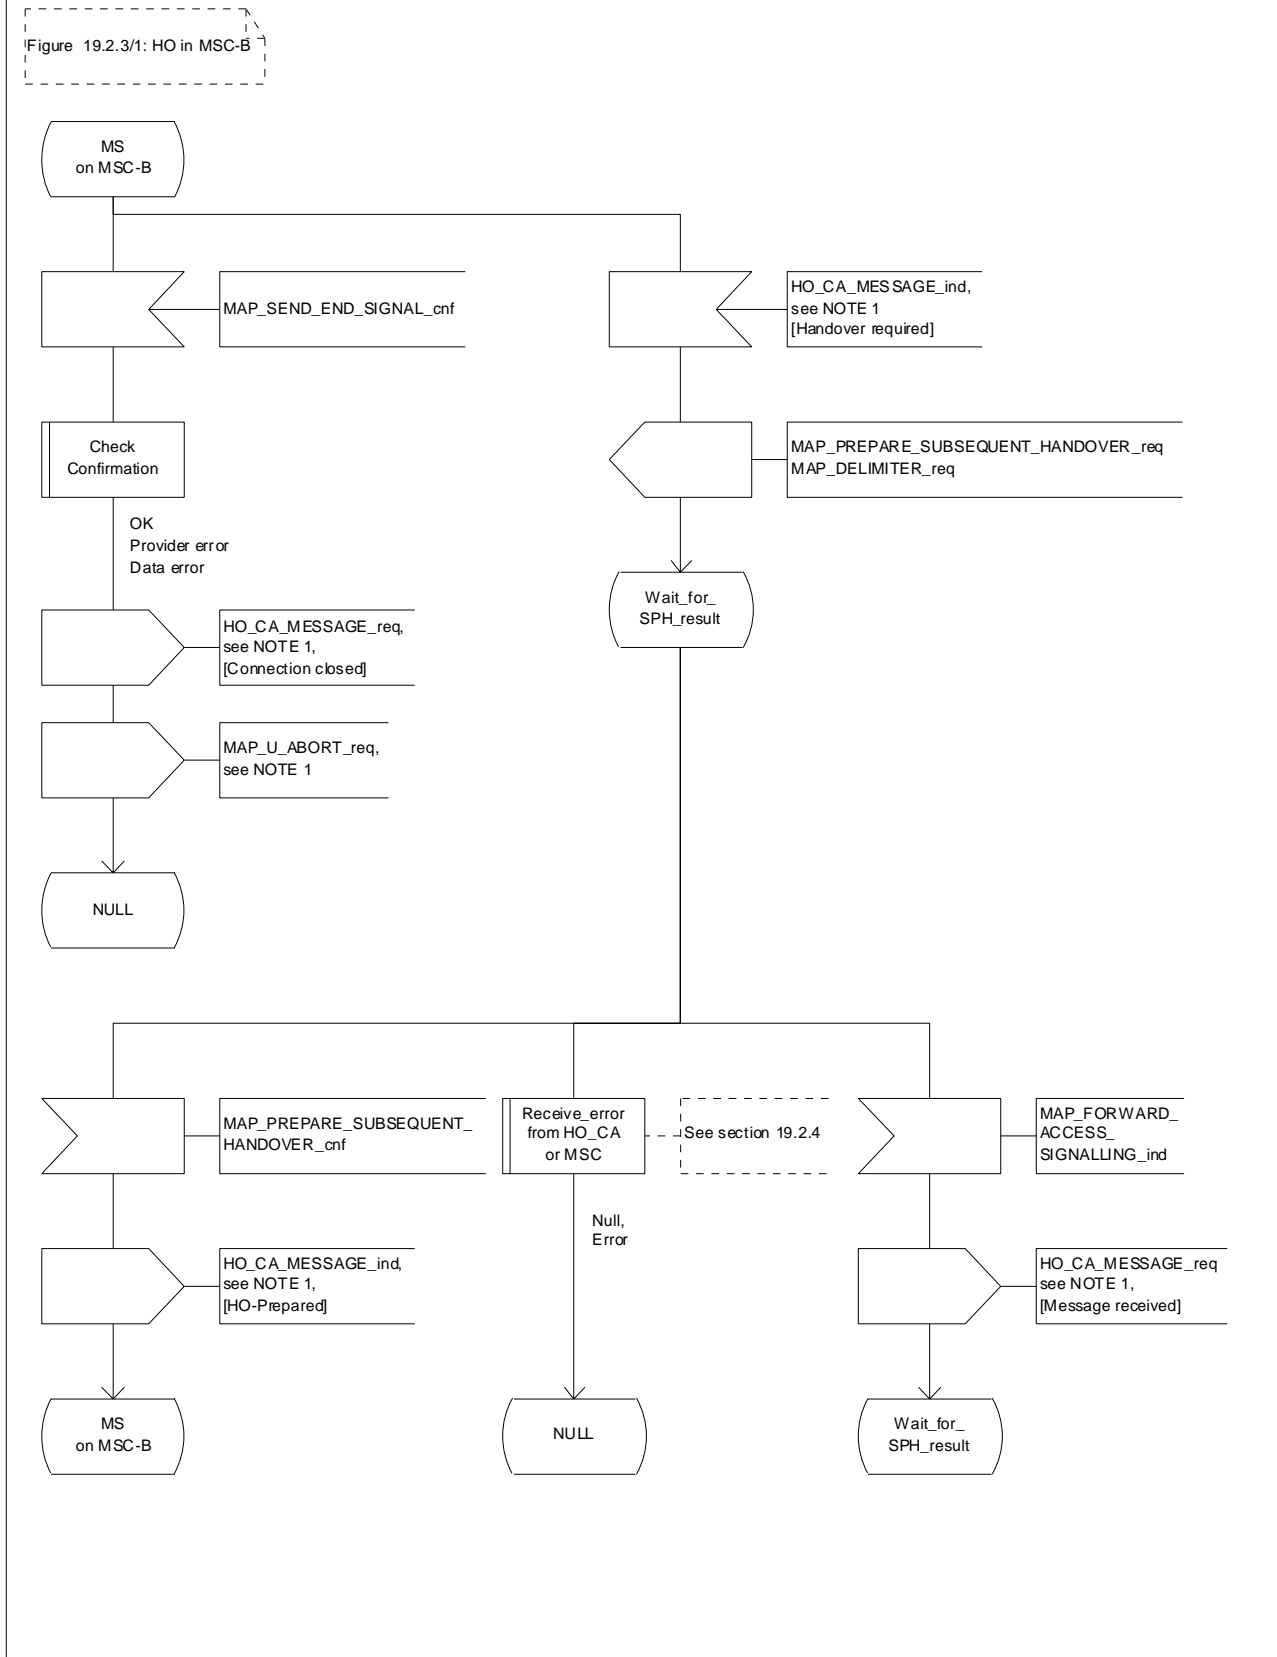 Figure 19.2.3/1: HO in MSC-B
MS
on MSC-B
MAP_SEND_END_SIGNAL_cnf
HO_CA_MESSAGE_ind,
see NOTE 1
[Handover required]
Check
Confirmation
MAP_PREPARE_SUBSEQUENT_HANDOVER_req
MAP_DELIMITER_req
OK
Provider error
Data error
Wait_for_
SPH_result
HO_CA_MESSAGE_req,
see NOTE 1,
[Connection closed]
MAP_U_ABORT_req,
see NOTE 1
NULL
MAP_PREPARE_SUBSEQUENT_
HANDOVER_cnf
Receive_error
from HO_CA
or MSC
See section 19.2.4
MAP_FORWARD_
ACCESS_
SIGNALLING_ind
Null,
Error
HO_CA_MESSAGE_ind,
see NOTE 1,
[HO-Prepared]
HO_CA_MESSAGE_req
see NOTE 1,
[Message received]
MS
on MSC-B
NULL
Wait_for_
SPH_result